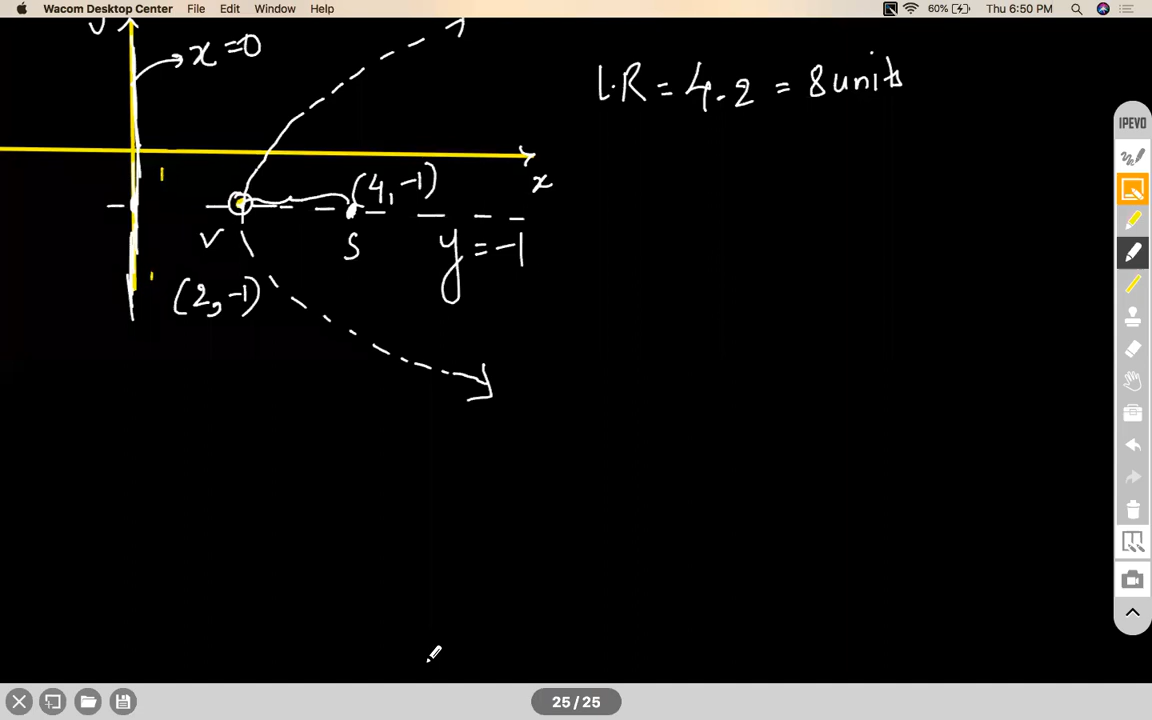 Wacom Desktop Center File Edit Window Help 60% Thu 6:50 PM
x = 0
L.R = 4.2 = 8 units
IPEVO
x
(4, -1)
V S y = -1
(2, -1)
25 / 25